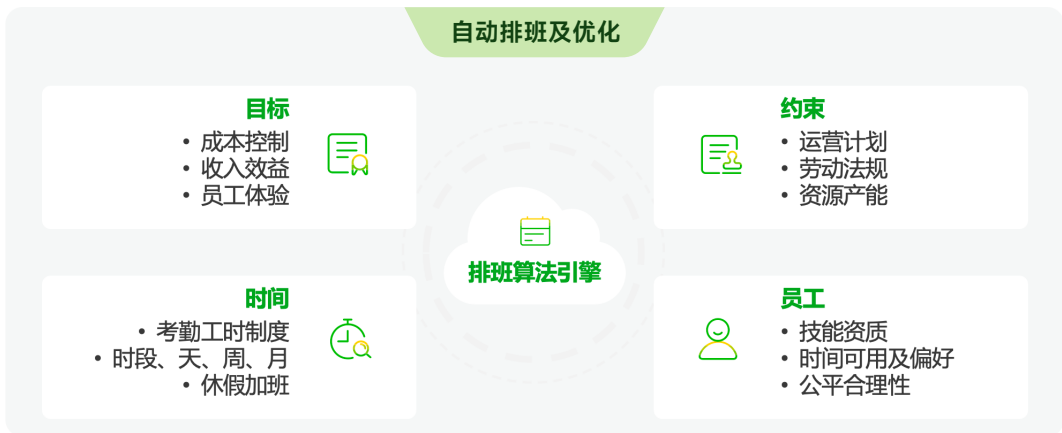 自动排班及优化
目标
• 成本控制
• 收入效益
• 员工体验
约束
• 运营计划
• 劳动法规
• 资源产能
排班算法引擎
时间
• 考勤工时制度
• 时段、天、周、月
• 休假加班
员工
• 技能资质
• 时间可用及偏好
• 公平合理性